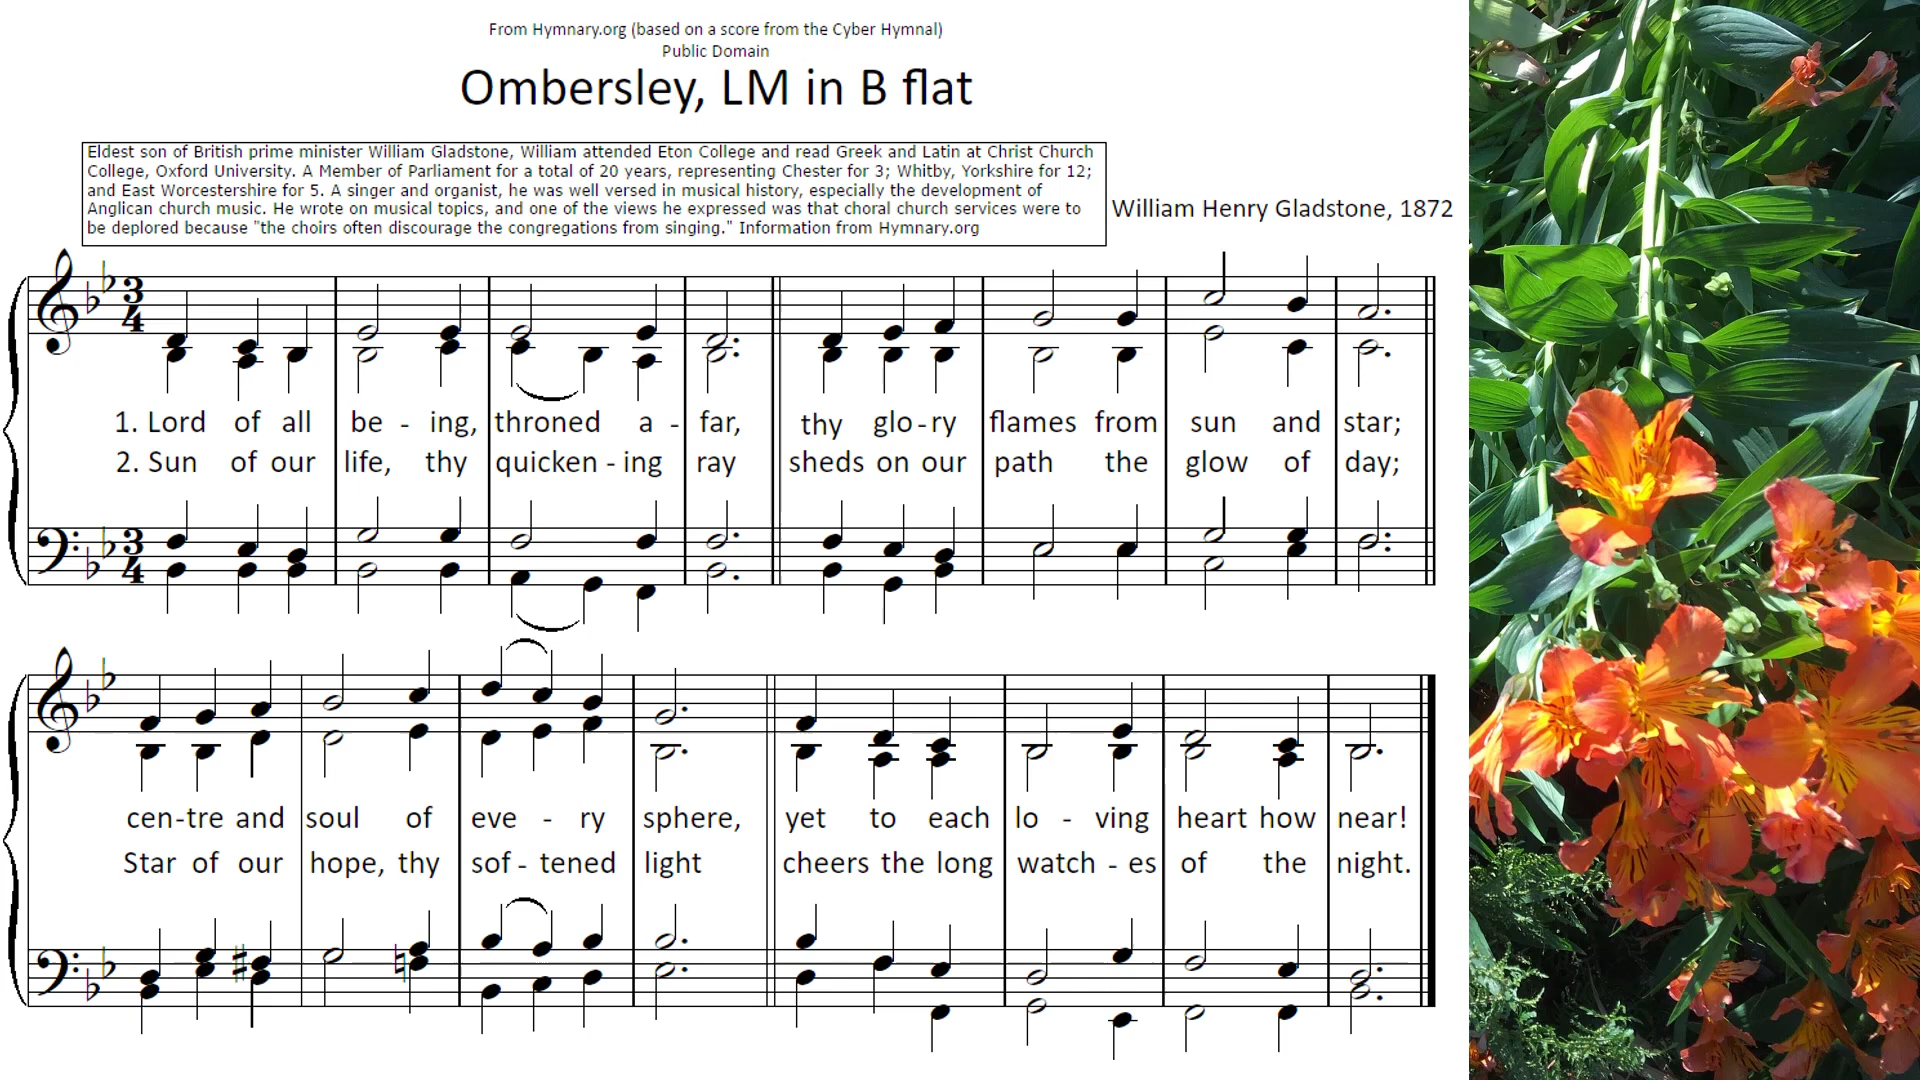 From Hymnary.org (based on a score from the Cyber Hymnal)
Public Domain
Ombersley, LM in B flat
Eldest son of British prime minister William Gladstone, William attended Eton College and read Greek and Latin at Christ Church
College, Oxford University. A Member of Parliament for a total of 20 years, representing Chester for 3; Whitby, Yorkshire for 12;
and East Worcestershire for 5. A singer and organist, he was well versed in musical history, especially the development of
Anglican church music. He wrote on musical topics, and one of the views he expressed was that choral church services were to
be deplored because "the choirs often discourage the congregations from singing." Information from Hymnary.org
William Henry Gladstone, 1872
3
4
1. Lord of all be - ing, throned a - far, thy glo - ry flames from sun and star;
2. Sun of our life, thy quicken - ing ray sheds on our path the glow of day;
3
4
cen-tre and soul of eve - ry sphere, yet to each lo - ving heart how near!
Star of our hope, thy sof - tened light cheers the long watch - es of the night.